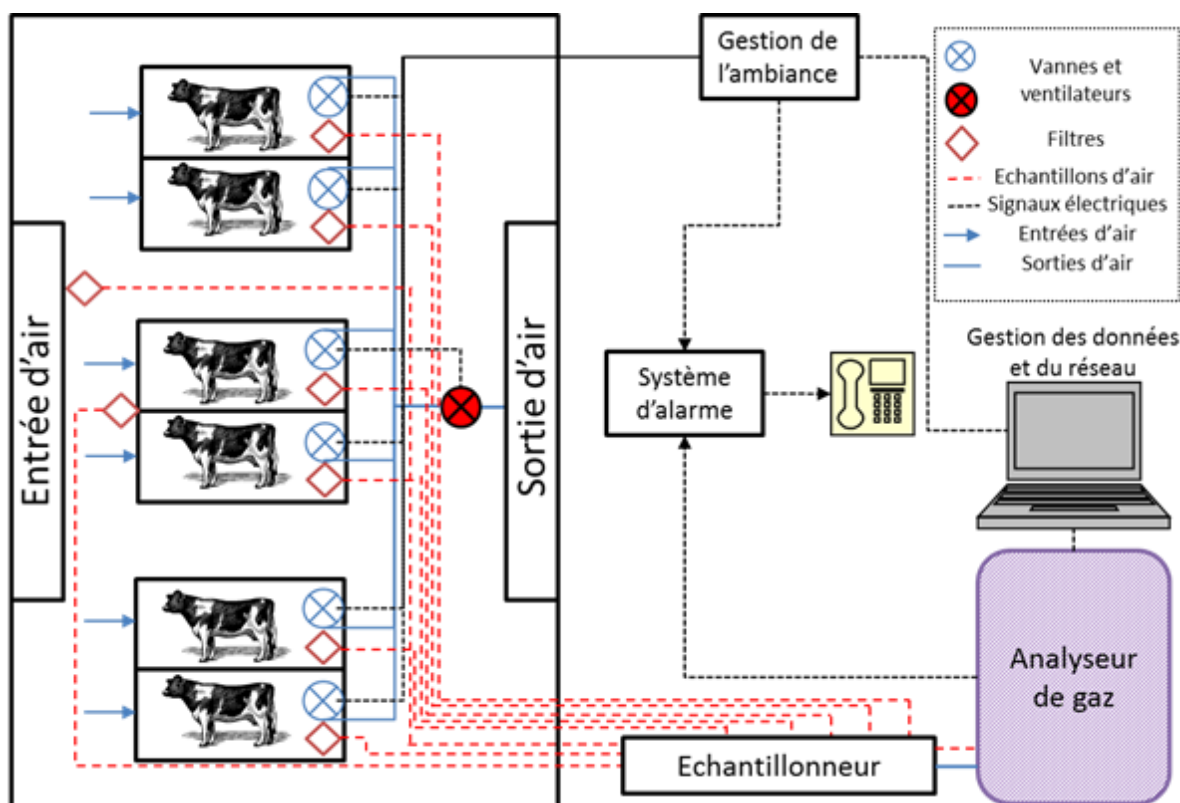 Entrée d'air
Sortie d'air
Gestion de
l'ambiance
Système
d'alarme
Vannes et
ventilateurs
Filtres
Echantillons d'air
Signaux électriques
Entrées d'air
Sorties d'air
Gestion des données
et du réseau
Analyseur
de gaz
Echantillonneur